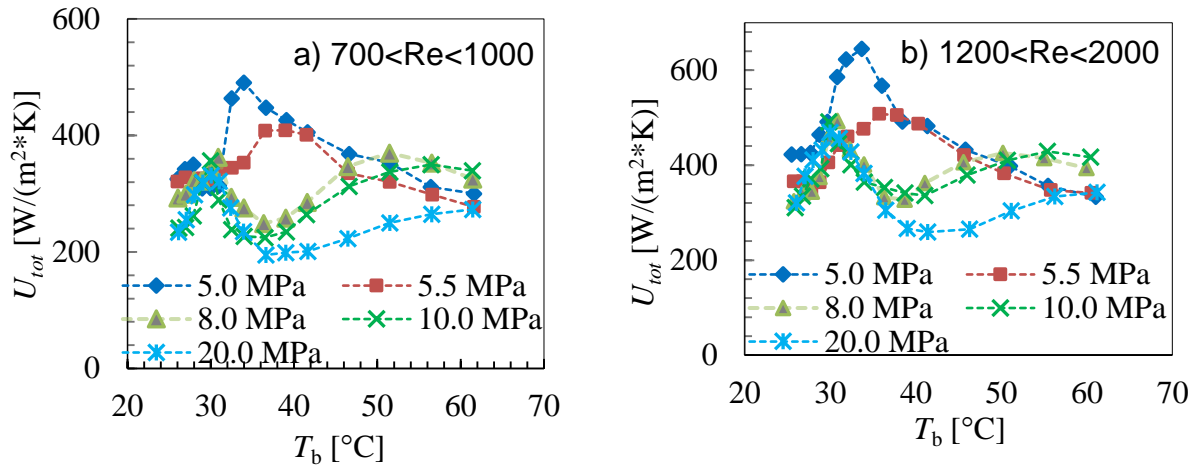 a) 700<Re<1000
U_tot [W/(m²*K)]
600
400
200
0
5.0 MPa
5.5 MPa
8.0 MPa
10.0 MPa
20.0 MPa
20 30 40 50 60 70
T_b [°C]
b) 1200<Re<2000
U_tot [W/(m²*K)]
600
400
200
0
5.0 MPa
5.5 MPa
8.0 MPa
10.0 MPa
20.0 MPa
20 30 40 50 60 70
T_b [°C]